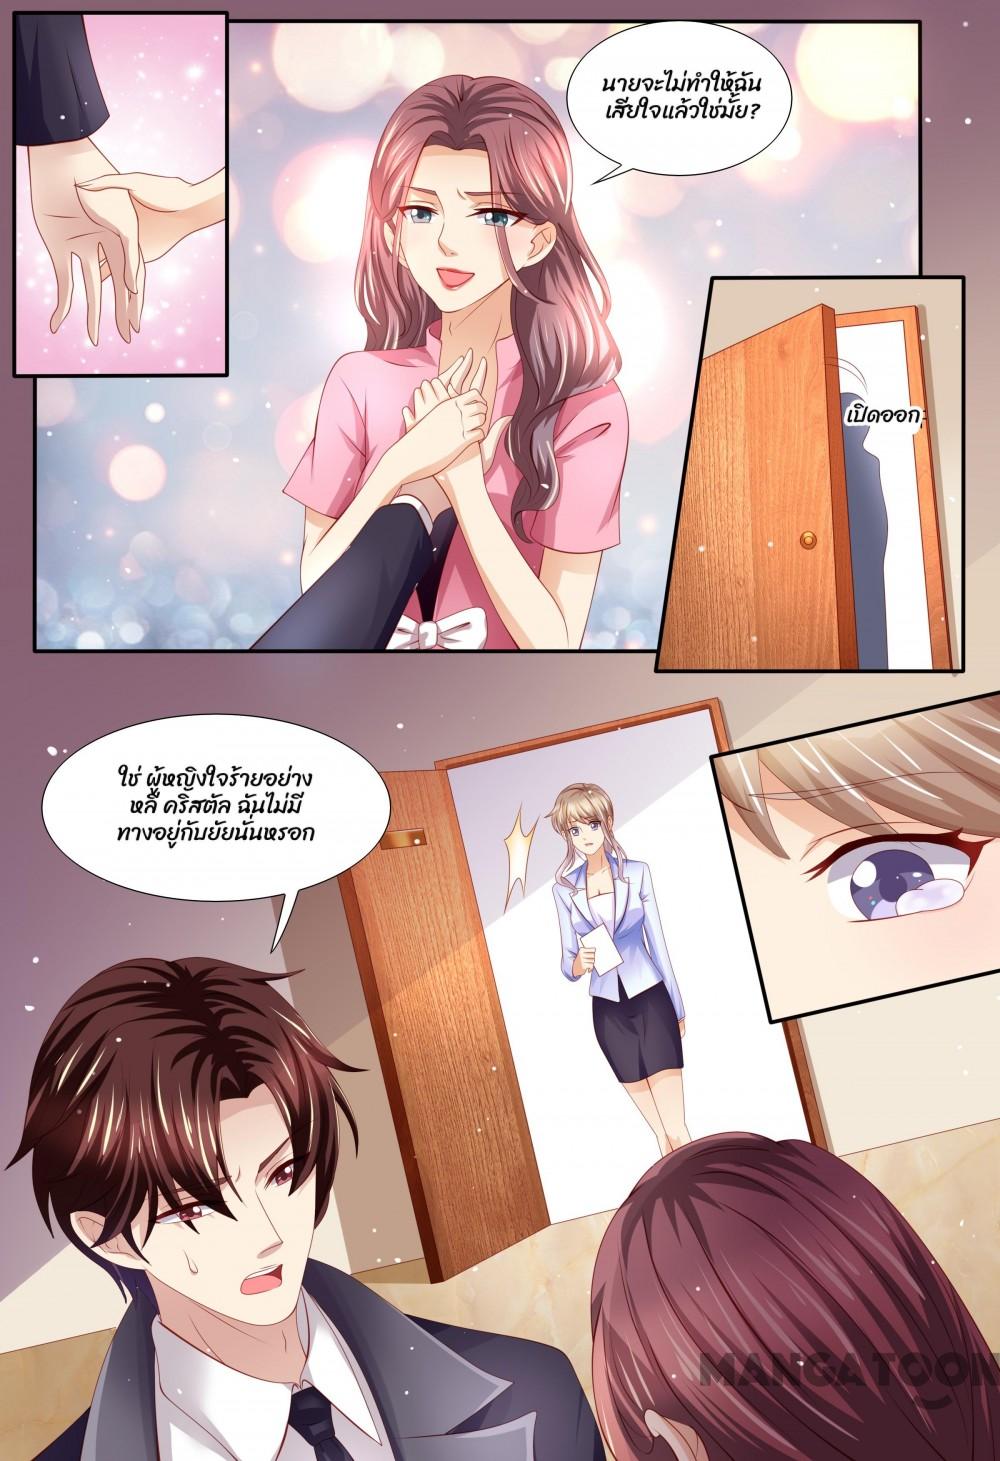 นายจะไม่ทำให้ฉัน
เสียใจแล้วใช่มั้ย?
เปิดออก
ใช่ ผู้หญิงใจร้ายอย่าง
หลี่ คริสตัล ฉันไม่มี
ทางอยู่กับยัยนั่นหรอก
MANGATOON